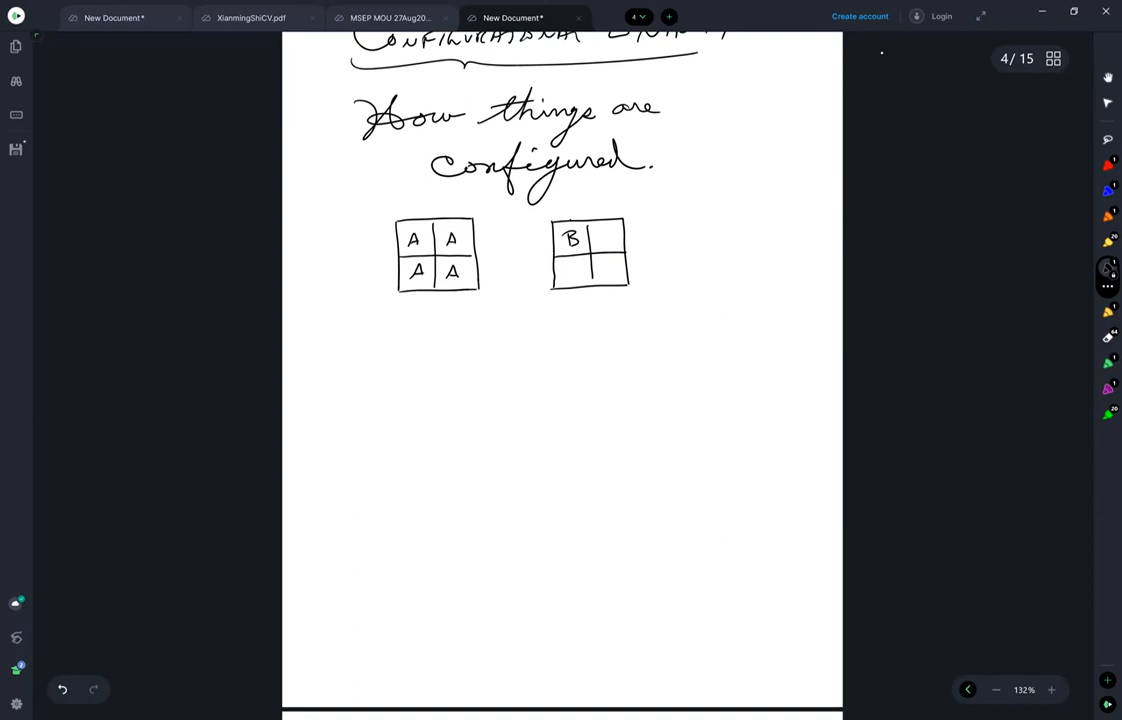 New Document*
XianmingShiCV.pdf
MSEP MOU 27Aug20...
New Document*
4
Create account
Login
4/ 15
How things are
configured.
A A
A A
B
132%